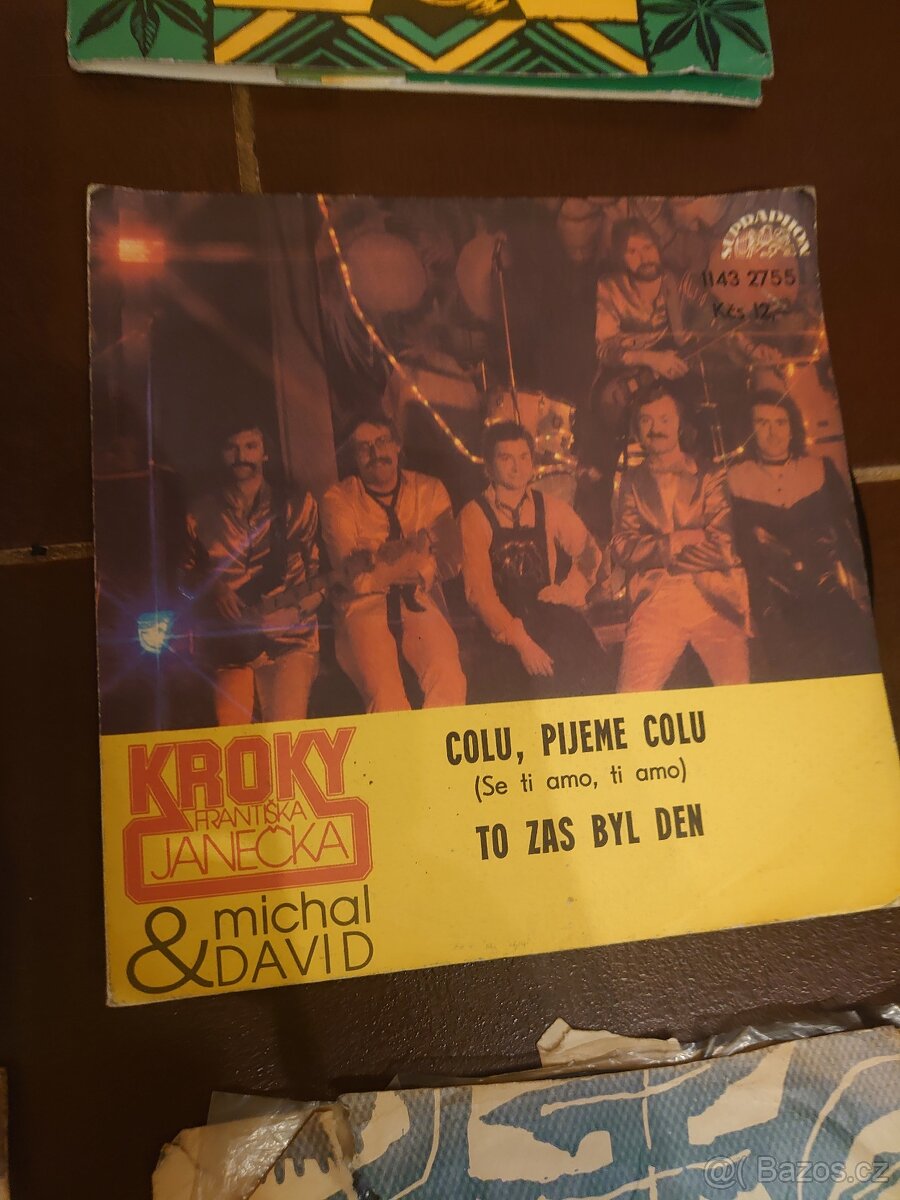 SUPRAPHON
1143 2755
Kčs 12,-
COLU, PIJEME COLU
(Se ti amo, ti amo)
TO ZAS BYL DEN
KROKY
FRANTIŠKA
JANEČKA
& michal
DAVID
@( Bazos.cz